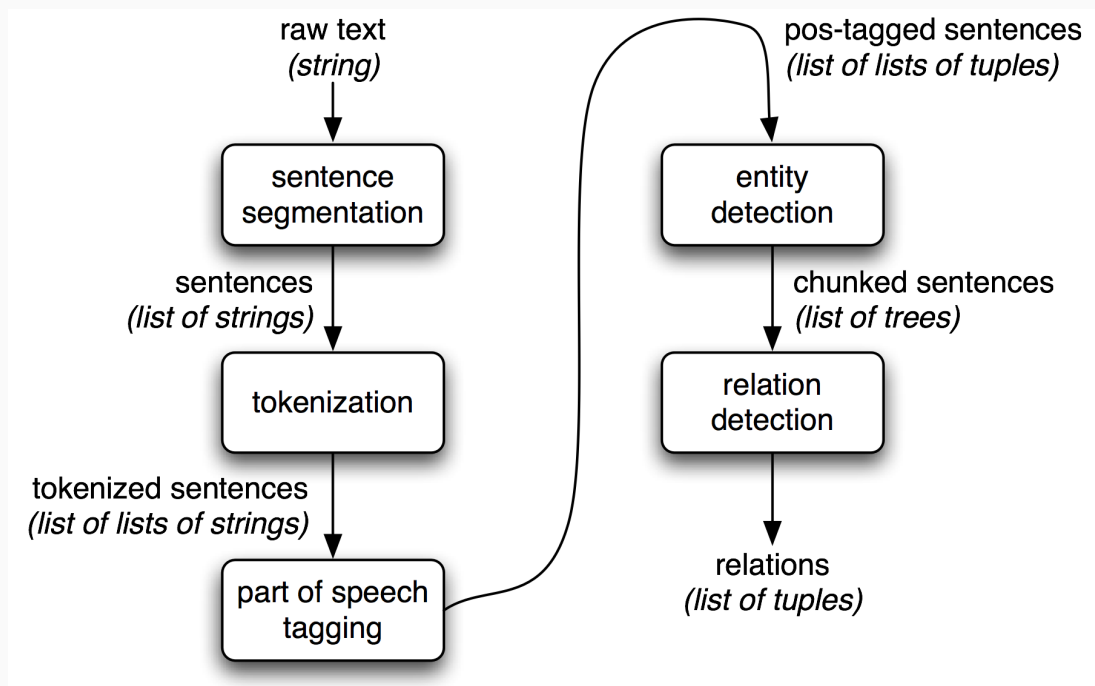 raw text
(string)
sentence
segmentation
sentences
(list of strings)
tokenization
tokenized sentences
(list of lists of strings)
part of speech
tagging
pos-tagged sentences
(list of lists of tuples)
entity
detection
chunked sentences
(list of trees)
relation
detection
relations
(list of tuples)